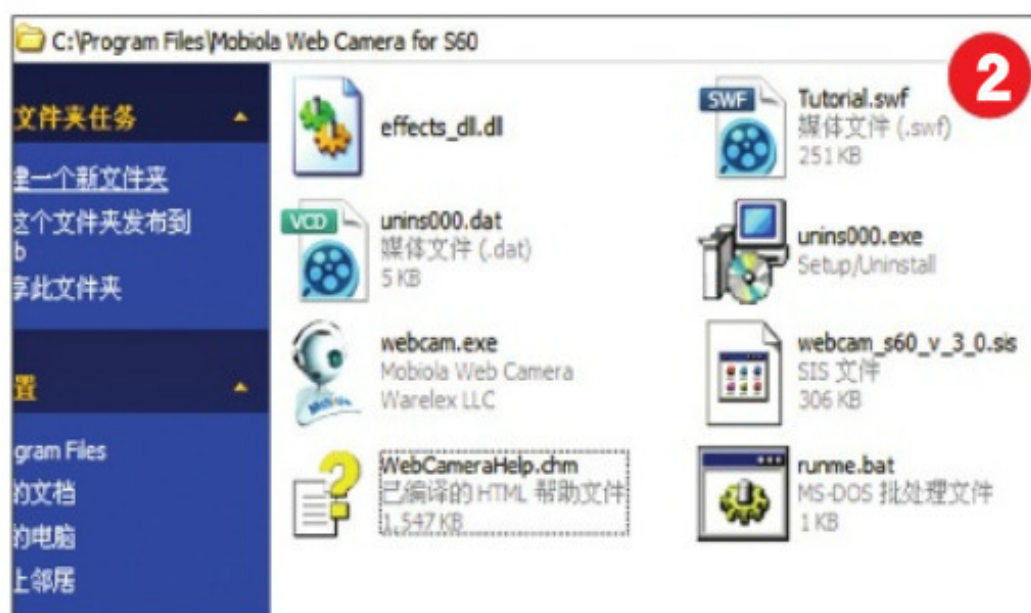 C:\Program Files\Mobiola Web Camera for S60
2
文件夹任务
建一个新文件夹
这个文件夹发布到
b
享此文件夹
置
gram Files
的文档
的电脑
上邻居
effects_dll.dll
SWF
Tutorial.swf
媒体文件 (.swf)
251 KB
VCD
unins000.dat
媒体文件 (.dat)
5 KB
unins000.exe
Setup/Uninstall
webcam.exe
Mobiola Web Camera
Warelex LLC
webcam_s60_v_3_0.sis
SIS 文件
306 KB
WebCameraHelp.chm
已编译的 HTML 帮助文件
1,547 KB
runme.bat
MS-DOS 批处理文件
1 KB